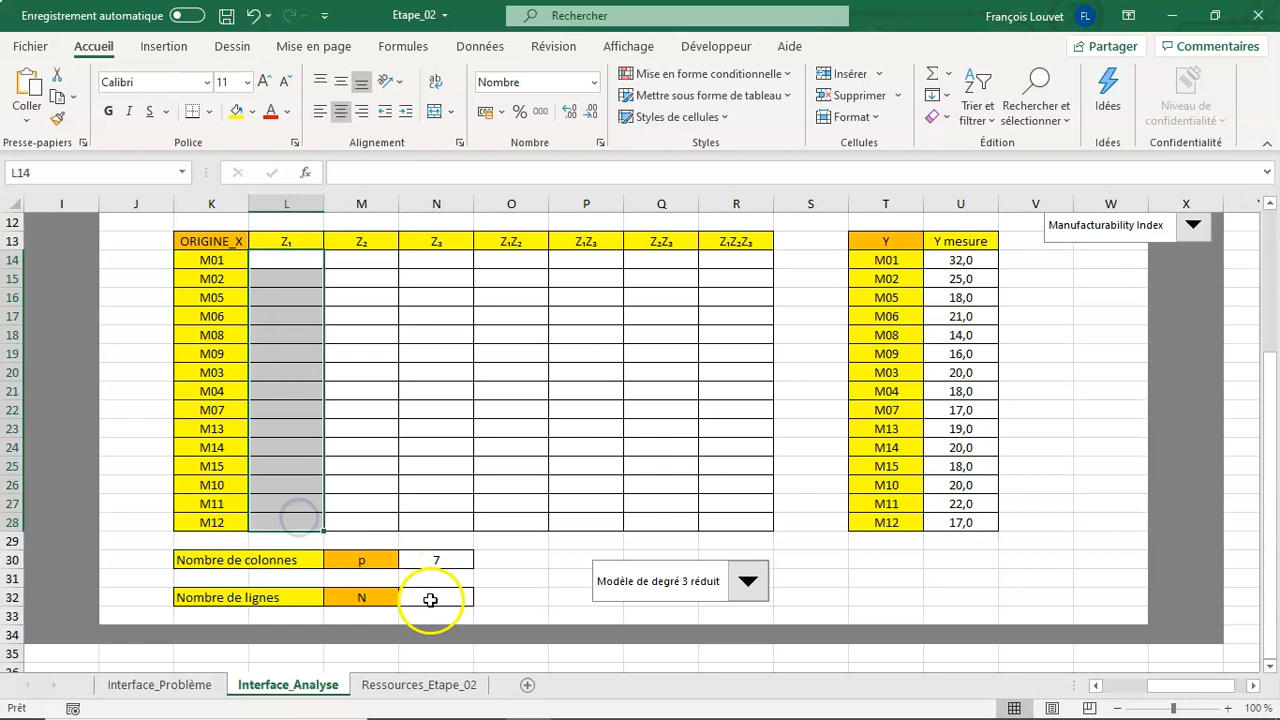 Enregistrement automatique Etape_02 Rechercher François Louvet FL
Fichier Accueil Insertion Dessin Mise en page Formules Données Révision Affichage Développeur Aide Partager Commentaires
Coller Calibri 11 Nombre Mise en forme conditionnelle Insérer Trier et filtrer Rechercher et sélectionner Idées Niveau de confidentialité
G I S Mettre sous forme de tableau Supprimer
% 000 Styles de cellules Format
Presse-papiers Police Alignement Nombre Styles Cellules Édition Idées Confidentialité
L14 fx
I J K L M N O P Q R S T U V W X
12 Manufacturability Index
13 ORIGINE_X Z₁ Z₂ Z₃ Z₁Z₂ Z₁Z₃ Z₂Z₃ Z₁Z₂Z₃ Y Y mesure
14 M01 M01 32,0
15 M02 M02 25,0
16 M05 M05 18,0
17 M06 M06 21,0
18 M08 M08 14,0
19 M09 M09 16,0
20 M03 M03 20,0
21 M04 M04 18,0
22 M07 M07 17,0
23 M13 M13 19,0
24 M14 M14 20,0
25 M15 M15 18,0
26 M10 M10 20,0
27 M11 M11 22,0
28 M12 M12 17,0
29
30 Nombre de colonnes p 7 Modèle de degré 3 réduit
31
32 Nombre de lignes N
33
34
35
Interface_Problème Interface_Analyse Ressources_Etape_02
Prêt 100 %